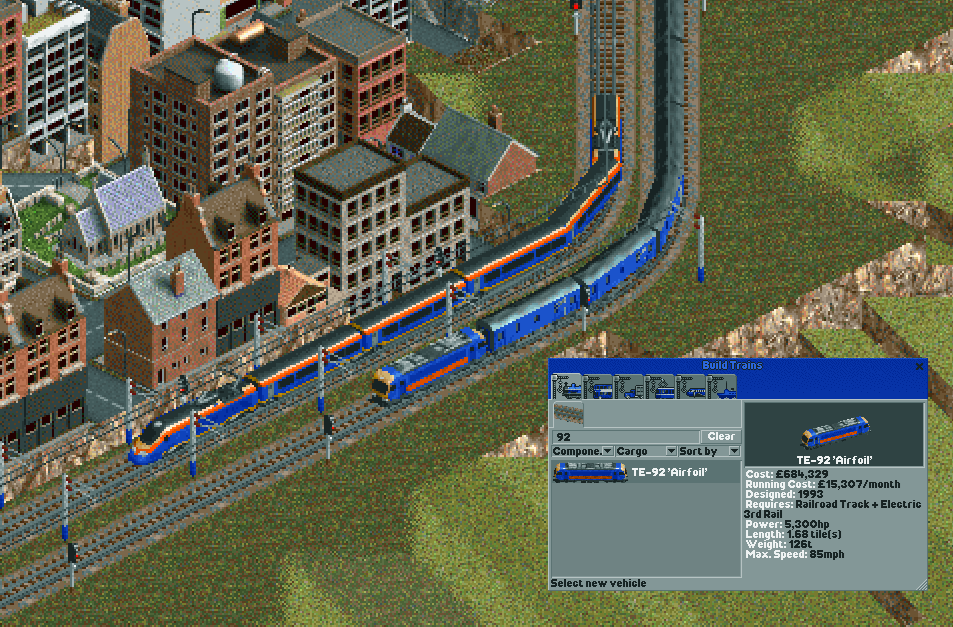 Build Trains
92
Clear
Compone.
Cargo
Sort by
TE-92 'Airfoil'
TE-92 'Airfoil'
Cost: £684,329
Running Cost: £15,307/month
Designed: 1993
Requires: Railroad Track + Electric
3rd Rail
Power: 5,300hp
Length: 1.68 tile(s)
Weight: 126t
Max. Speed: 85mph
Select new vehicle